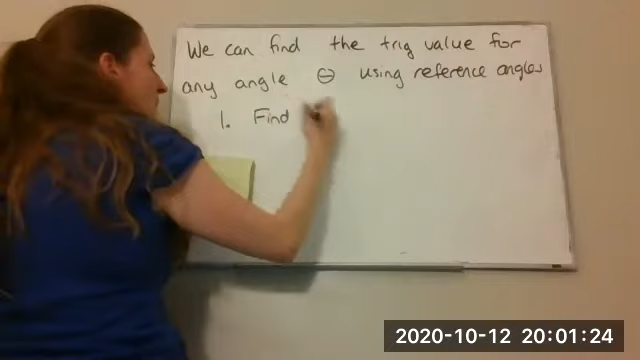 We can find the trig value for
any angle θ using reference angles
1. Find
2020-10-12 20:01:24